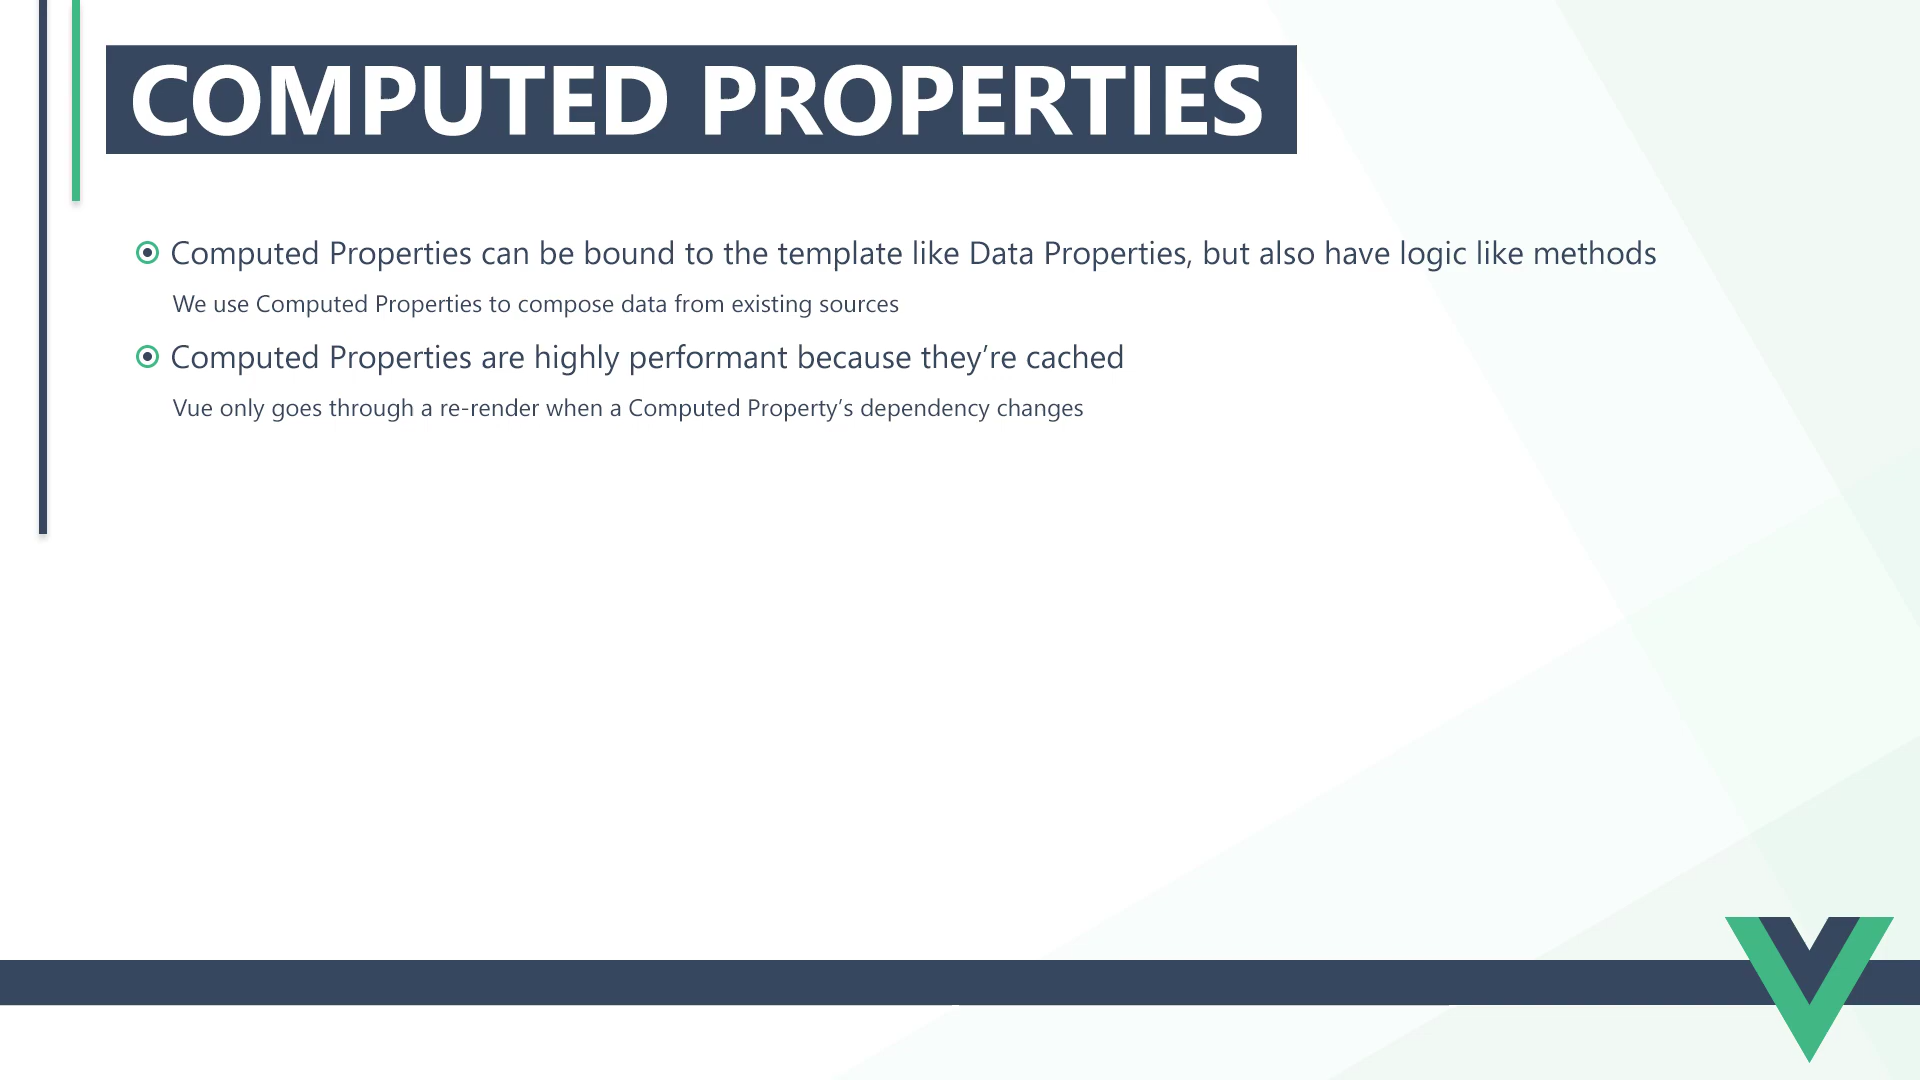 COMPUTED PROPERTIES
Computed Properties can be bound to the template like Data Properties, but also have logic like methods
We use Computed Properties to compose data from existing sources
Computed Properties are highly performant because they’re cached
Vue only goes through a re-render when a Computed Property’s dependency changes